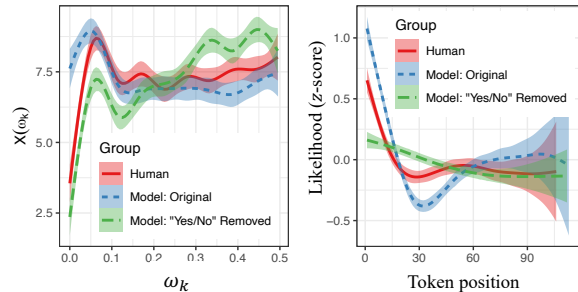 X(ωk)
7.5
5.0
2.5
0.0 0.1 0.2 0.3 0.4 0.5
ωk
Group
Human
Model: Original
Model: "Yes/No" Removed
Likelihood (z-score)
1.0
0.5
0.0
−0.5
0 30 60 90
Token position
Group
Human
Model: Original
Model: "Yes/No" Removed